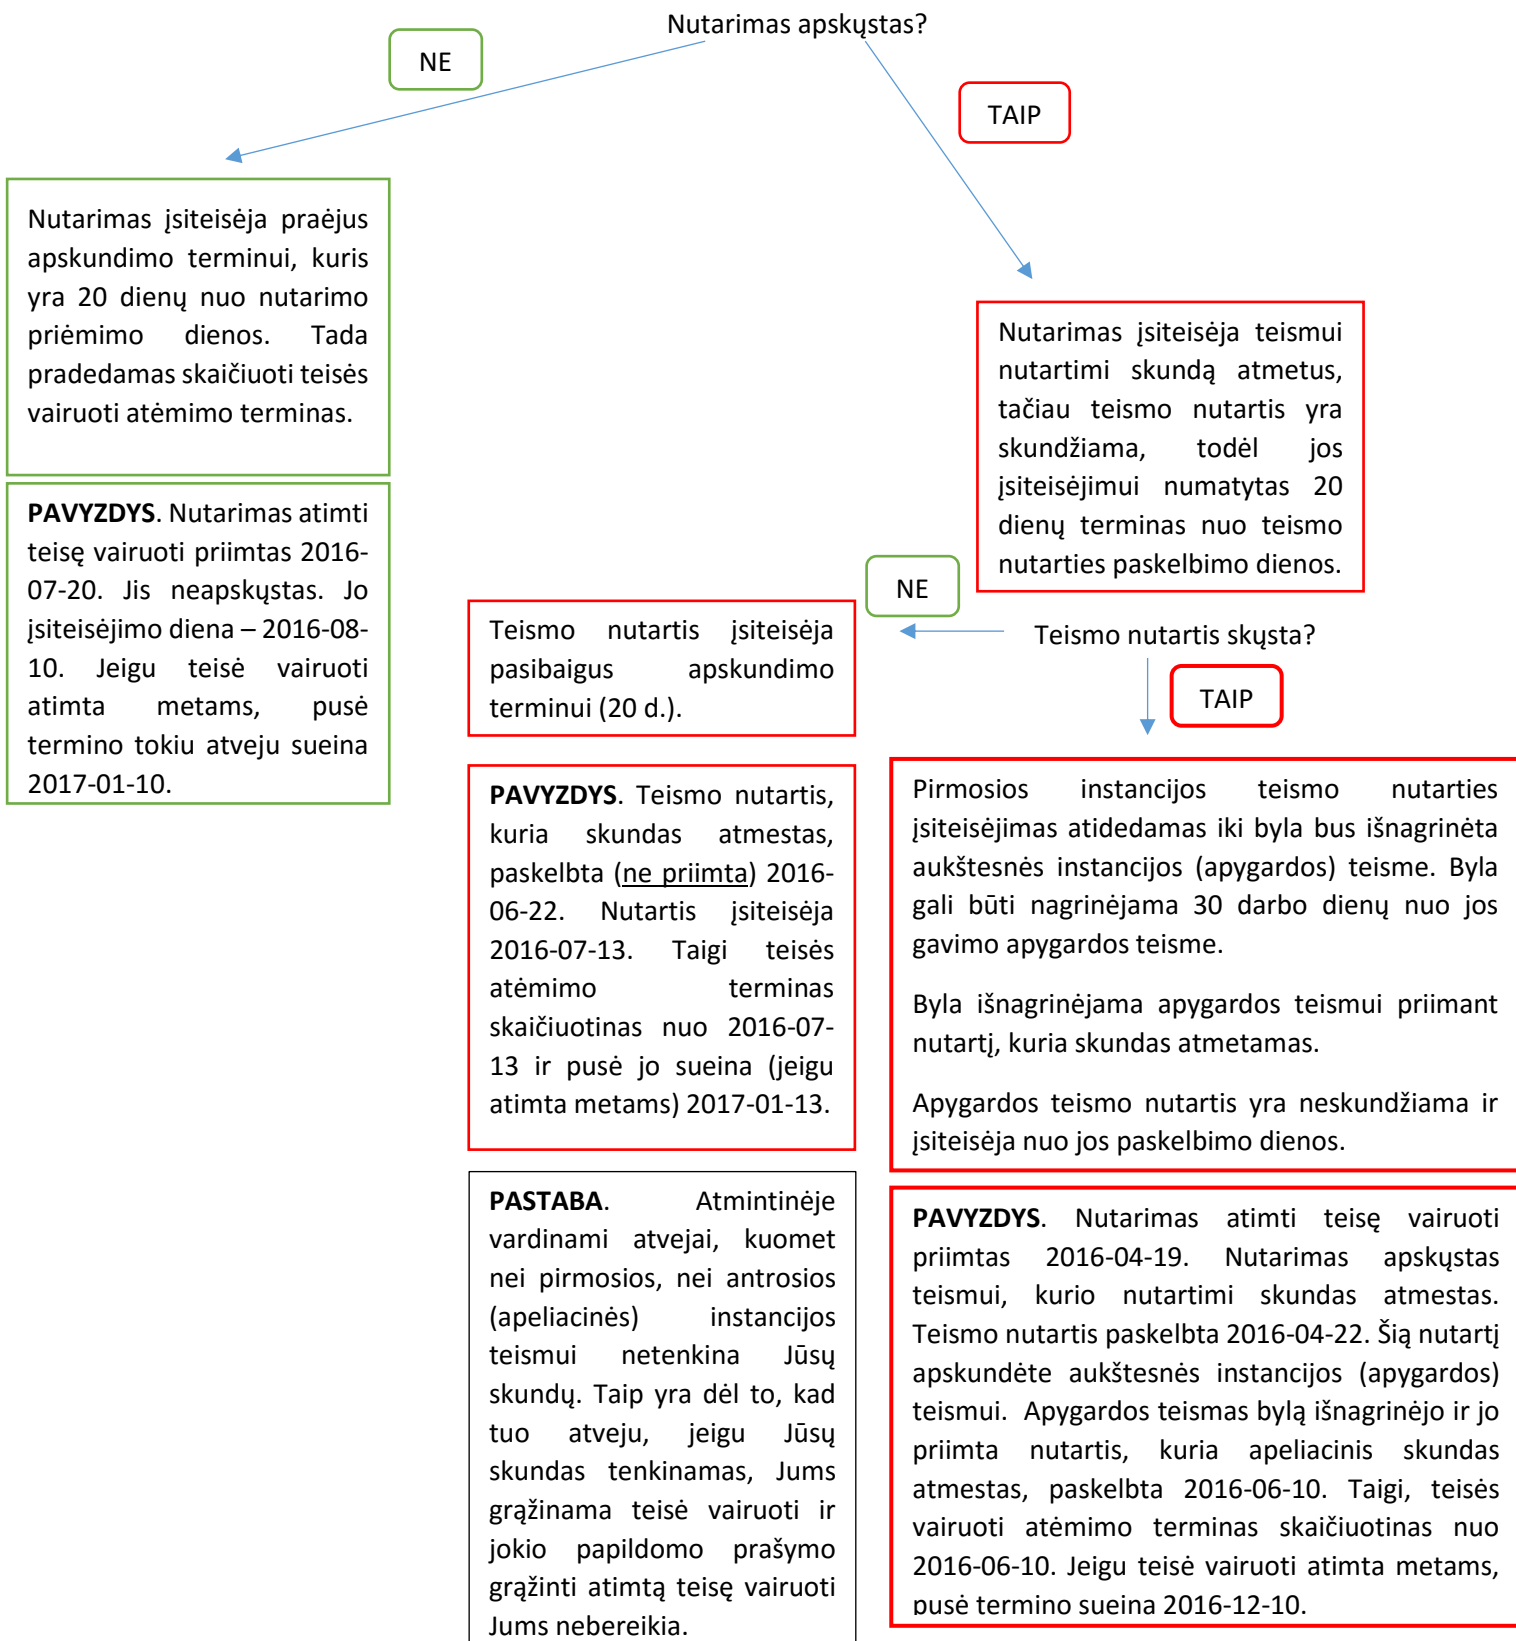 Nutarimas apskųstas?
NE
TAIP
Nutarimas įsiteisėja praėjus
apskundimo terminui, kuris
yra 20 dienų nuo nutarimo
priėmimo dienos. Tada
pradedamas skaičiuoti teisės
vairuoti atėmimo terminas.
PAVYZDYS. Nutarimas atimti
teisę vairuoti priimtas 2016-
07-20. Jis neapskųstas. Jo
įsiteisėjimo diena – 2016-08-
10. Jeigu teisė vairuoti
atimta metams, pusė
termino tokiu atveju sueina
2017-01-10.
Nutarimas įsiteisėja teismui
nutartimi skundą atmetus,
tačiau teismo nutartis yra
skundžiama, todėl jos
įsiteisėjimui numatytas 20
dienų terminas nuo teismo
nutarties paskelbimo dienos.
Teismo nutartis skųsta?
NE
TAIP
Teismo nutartis įsiteisėja
pasibaigus apskundimo
terminui (20 d.).
PAVYZDYS. Teismo nutartis,
kuria skundas atmestas,
paskelbta (ne priimta) 2016-
06-22. Nutartis įsiteisėja
2016-07-13. Taigi teisės
atėmimo terminas
skaičiuotinas nuo 2016-07-
13 ir pusė jo sueina (jeigu
atimta metams) 2017-01-13.
PASTABA. Atmintinėje
vardinami atvejai, kuomet
nei pirmosios, nei antrosios
(apeliacinės) instancijos
teismui netenkina Jūsų
skundų. Taip yra dėl to, kad
tuo atveju, jeigu Jūsų
skundas tenkinamas, Jums
grąžinama teisė vairuoti ir
jokio papildomo prašymo
grąžinti atimtą teisę vairuoti
Jums nebereikia.
Pirmosios instancijos teismo nutarties
įsiteisėjimas atidedamas iki byla bus išnagrinėta
aukštesnės instancijos (apygardos) teisme. Byla
gali būti nagrinėjama 30 darbo dienų nuo jos
gavimo apygardos teisme.
Byla išnagrinėjama apygardos teismui priimant
nutartį, kuria skundas atmetamas.
Apygardos teismo nutartis yra neskundžiama ir
įsiteisėja nuo jos paskelbimo dienos.
PAVYZDYS. Nutarimas atimti teisę vairuoti
priimtas 2016-04-19. Nutarimas apskųstas
teismui, kurio nutartimi skundas atmestas.
Teismo nutartis paskelbta 2016-04-22. Šią nutartį
apskundėte aukštesnės instancijos (apygardos)
teismui. Apygardos teismas bylą išnagrinėjo ir jo
priimta nutartis, kuria apeliacinis skundas
atmestas, paskelbta 2016-06-10. Taigi, teisės
vairuoti atėmimo terminas skaičiuotinas nuo
2016-06-10. Jeigu teisė vairuoti atimta metams,
pusė termino sueina 2016-12-10.